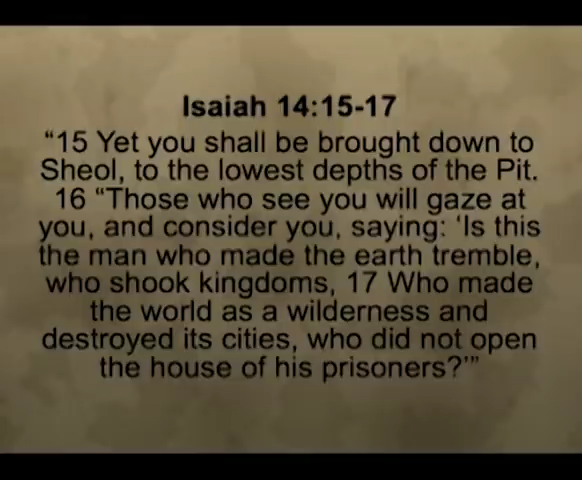 Isaiah 14:15-17
“15 Yet you shall be brought down to
Sheol, to the lowest depths of the Pit.
16 “Those who see you will gaze at
you, and consider you, saying: ‘Is this
the man who made the earth tremble,
who shook kingdoms, 17 Who made
the world as a wilderness and
destroyed its cities, who did not open
the house of his prisoners?’”